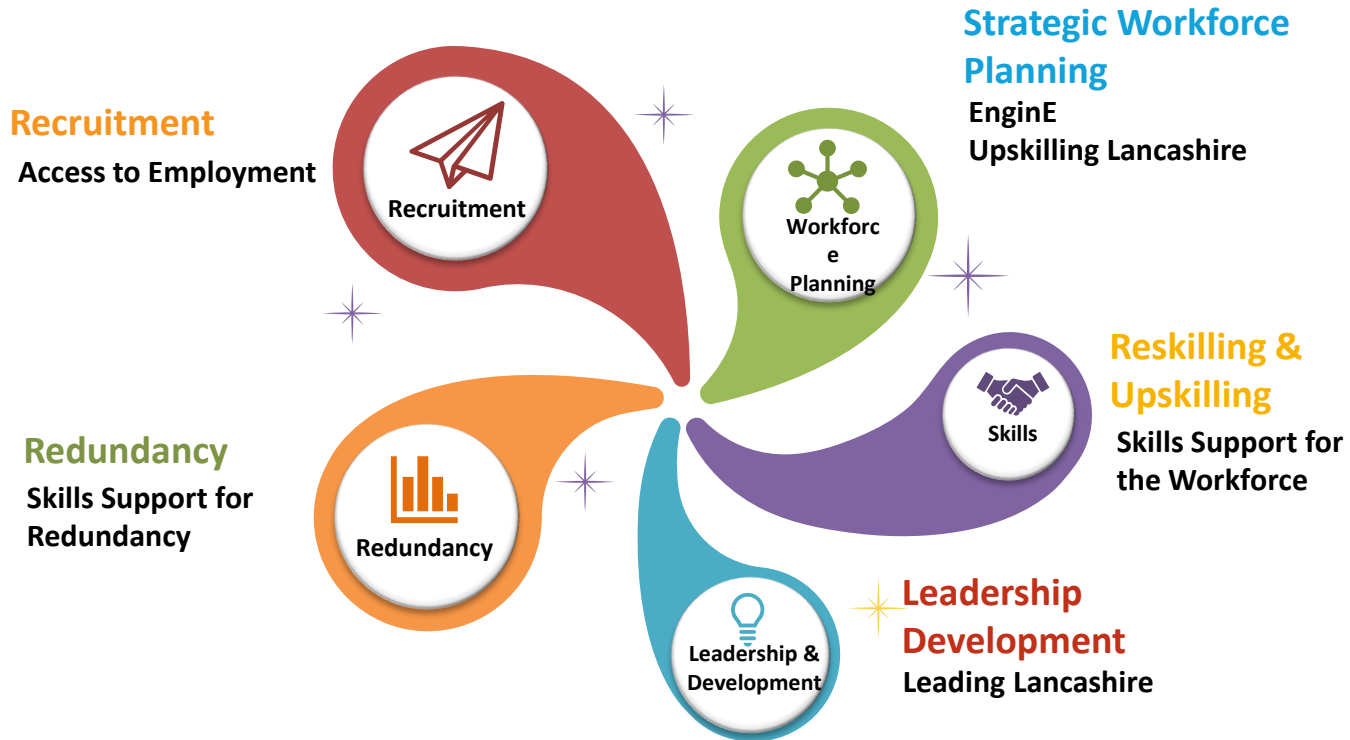 Strategic Workforce
Planning
EnginE
Upskilling Lancashire
Recruitment
Access to Employment
Recruitment
Workforc
e
Planning
Reskilling &
Upskilling
Skills Support for
the Workforce
Skills
Redundancy
Skills Support for
Redundancy
Redundancy
Leadership
Development
Leading Lancashire
Leadership &
Development